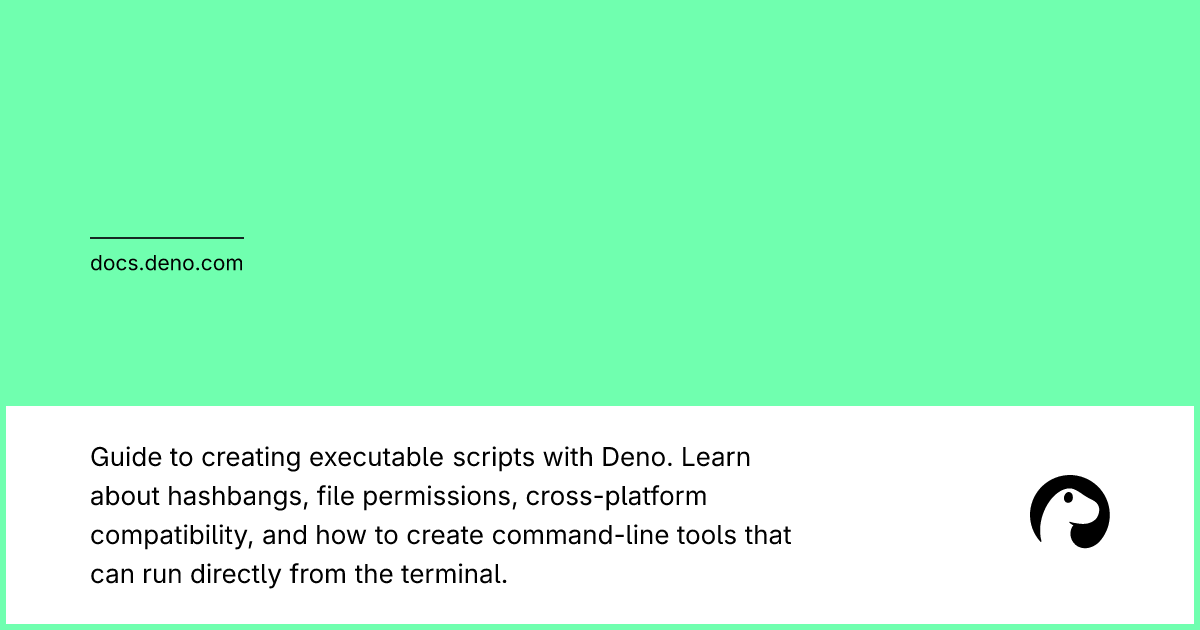 docs.deno.com
Guide to creating executable scripts with Deno. Learn
about hashbangs, file permissions, cross-platform
compatibility, and how to create command-line tools that
can run directly from the terminal.